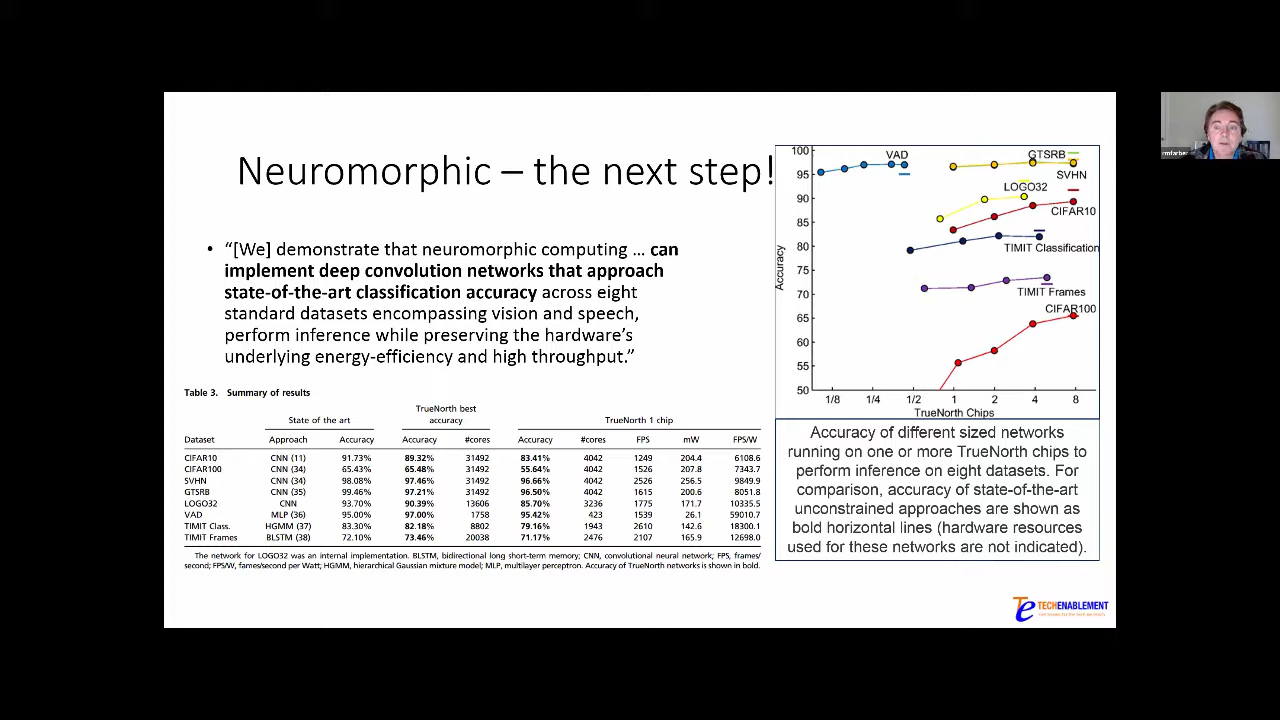 Neuromorphic – the next step!
• “[We] demonstrate that neuromorphic computing … can
implement deep convolution networks that approach
state-of-the-art classification accuracy across eight
standard datasets encompassing vision and speech,
perform inference while preserving the hardware’s
underlying energy-efficiency and high throughput.”
Table 3. Summary of results
State of the art TrueNorth best accuracy TrueNorth 1 chip
Dataset Approach Accuracy Accuracy #cores Accuracy #cores FPS mW FPS/W
CIFAR10 CNN (11) 91.73% 89.32% 31492 83.41% 4042 1249 204.4 6108.6
CIFAR100 CNN (34) 65.43% 65.48% 31492 55.64% 4042 1526 207.8 7343.7
SVHN CNN (34) 98.08% 97.46% 31492 96.66% 4042 2526 256.5 9849.9
GTSRB CNN (35) 99.46% 97.21% 31492 96.50% 4042 1615 200.6 8051.8
LOGO32 CNN 93.70% 90.39% 13606 85.70% 3236 1775 171.7 10335.5
VAD MLP (36) 95.00% 97.00% 1758 95.42% 423 1539 26.1 59010.7
TIMIT Class. HGMM (37) 83.30% 82.18% 8802 79.16% 1943 2610 142.6 18300.1
TIMIT Frames BLSTM (38) 72.10% 73.46% 20038 71.17% 2476 2107 165.9 12698.0
The network for LOGO32 was an internal implementation. BLSTM, bidirectional long short-term memory; CNN, convolutional neural network; FPS, frames/
second; FPS/W, fames/second per Watt; HGMM, hierarchical Gaussian mixture model; MLP, multilayer perceptron. Accuracy of TrueNorth networks is shown in bold.
100
95
90
85
80
75
70
65
60
55
50
Accuracy
VAD
GTSRB
SVHN
LOGO32
CIFAR10
TIMIT Classification
TIMIT Frames
CIFAR100
1/8 1/4 1/2 1 2 4 8
TrueNorth Chips
Accuracy of different sized networks
running on one or more TrueNorth chips to
perform inference on eight datasets. For
comparison, accuracy of state-of-the-art
unconstrained approaches are shown as
bold horizontal lines (hardware resources
used for these networks are not indicated).
Te TECHENABLEMENT
rmfarber